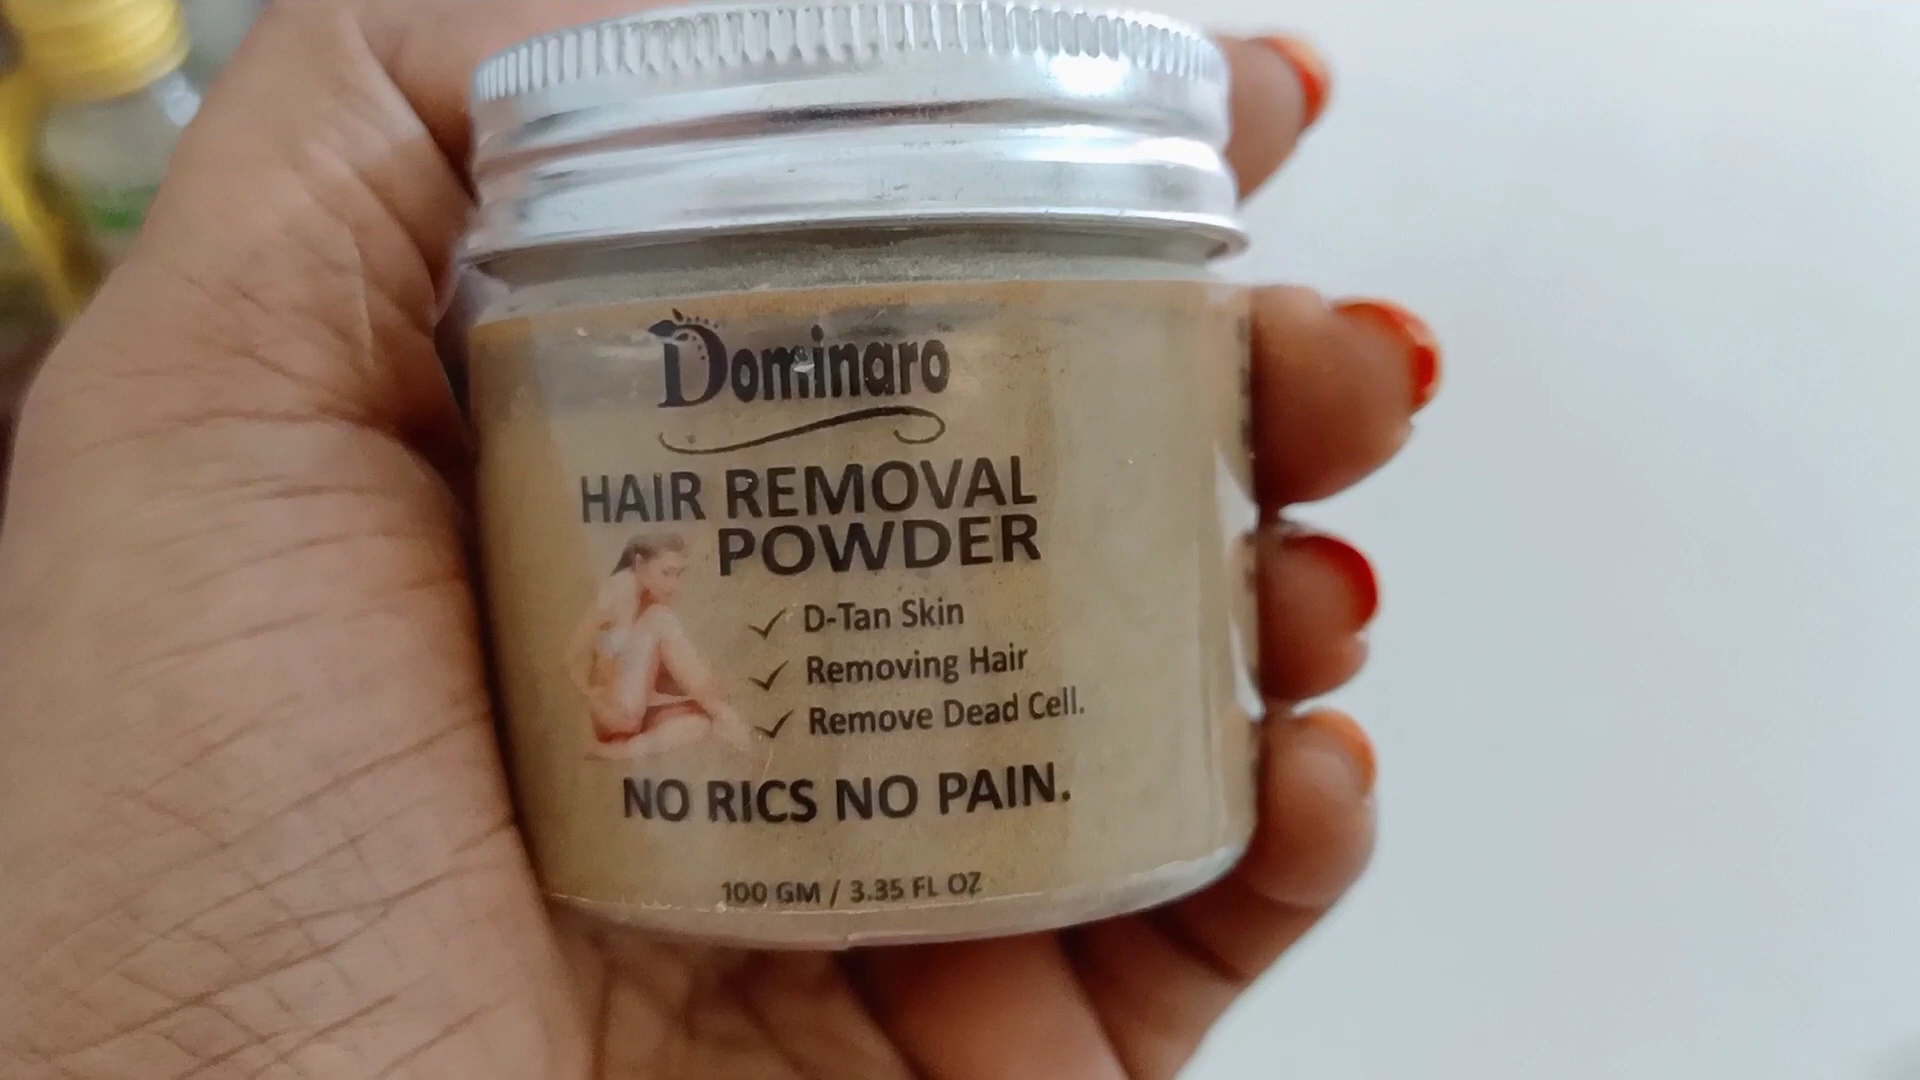 Dominaro
HAIR REMOVAL
POWDER
✓ D-Tan Skin
✓ Removing Hair
✓ Remove Dead Cell.
NO RICS NO PAIN.
100 GM / 3.35 FL OZ